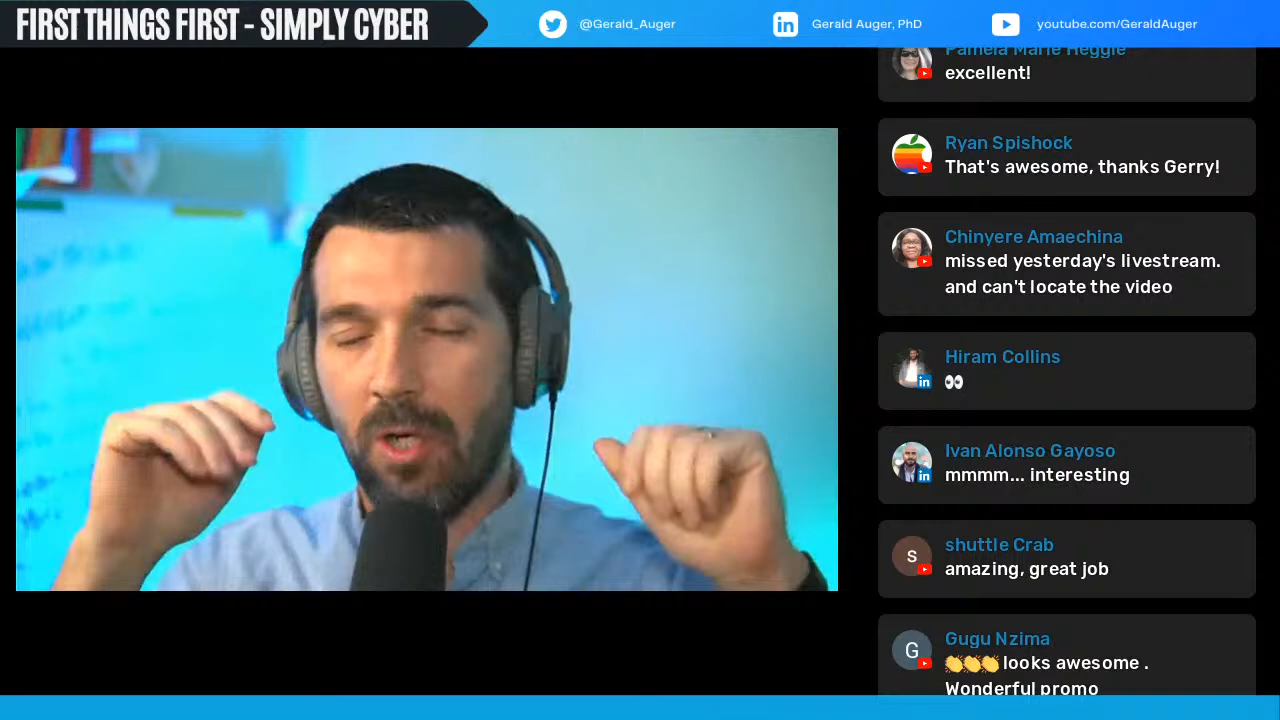 FIRST THINGS FIRST - SIMPLY CYBER
@Gerald_Auger
Gerald Auger, PhD
youtube.com/GeraldAuger
Pamela Marie Heggie
excellent!
Ryan Spishock
That's awesome, thanks Gerry!
Chinyere Amaechina
missed yesterday's livestream.
and can't locate the video
Hiram Collins
👀
Ivan Alonso Gayoso
mmmm... interesting
S
shuttle Crab
amazing, great job
G
Gugu Nzima
👏👏👏 looks awesome .
Wonderful promo